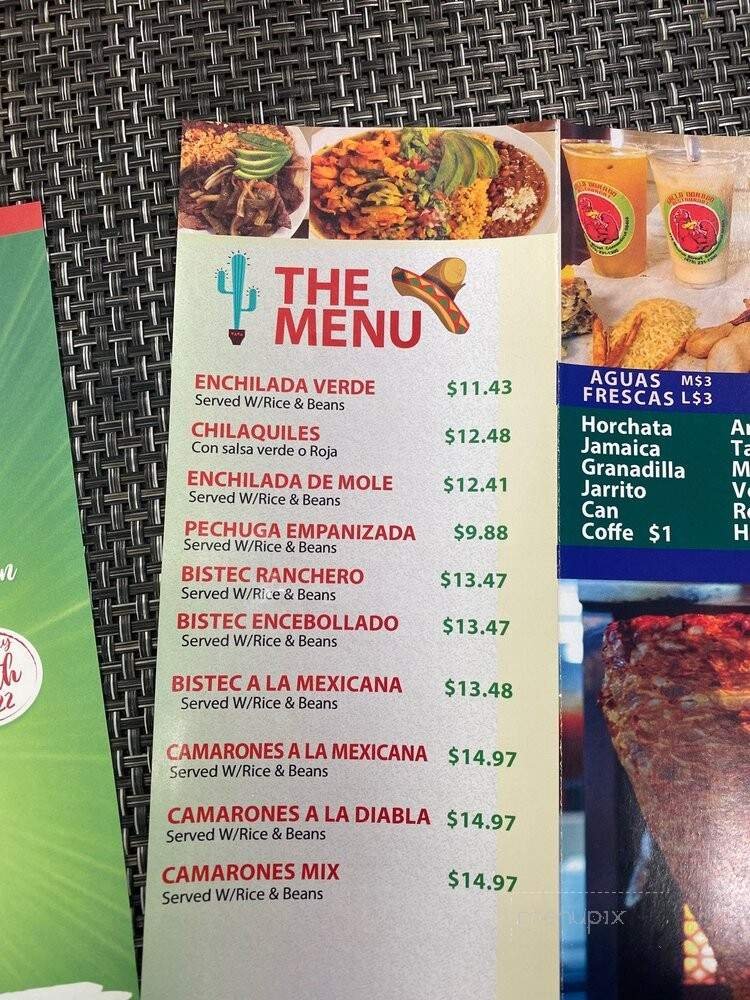 THE
MENU
ENCHILADA VERDE $11.43
Served W/Rice & Beans
CHILAQUILES $12.48
Con salsa verde o Roja
ENCHILADA DE MOLE $12.41
Served W/Rice & Beans
PECHUGA EMPANIZADA $9.88
Served W/Rice & Beans
BISTEC RANCHERO $13.47
Served W/Rice & Beans
BISTEC ENCEBOLLADO $13.47
Served W/Rice & Beans
BISTEC A LA MEXICANA $13.48
Served W/Rice & Beans
CAMARONES A LA MEXICANA $14.97
Served W/Rice & Beans
CAMARONES A LA DIABLA $14.97
Served W/Rice & Beans
CAMARONES MIX $14.97
Served W/Rice & Beans
AGUAS M$3
FRESCAS L$3
Horchata
Jamaica
Granadilla
Jarrito
Can
Coffe $1
menupix